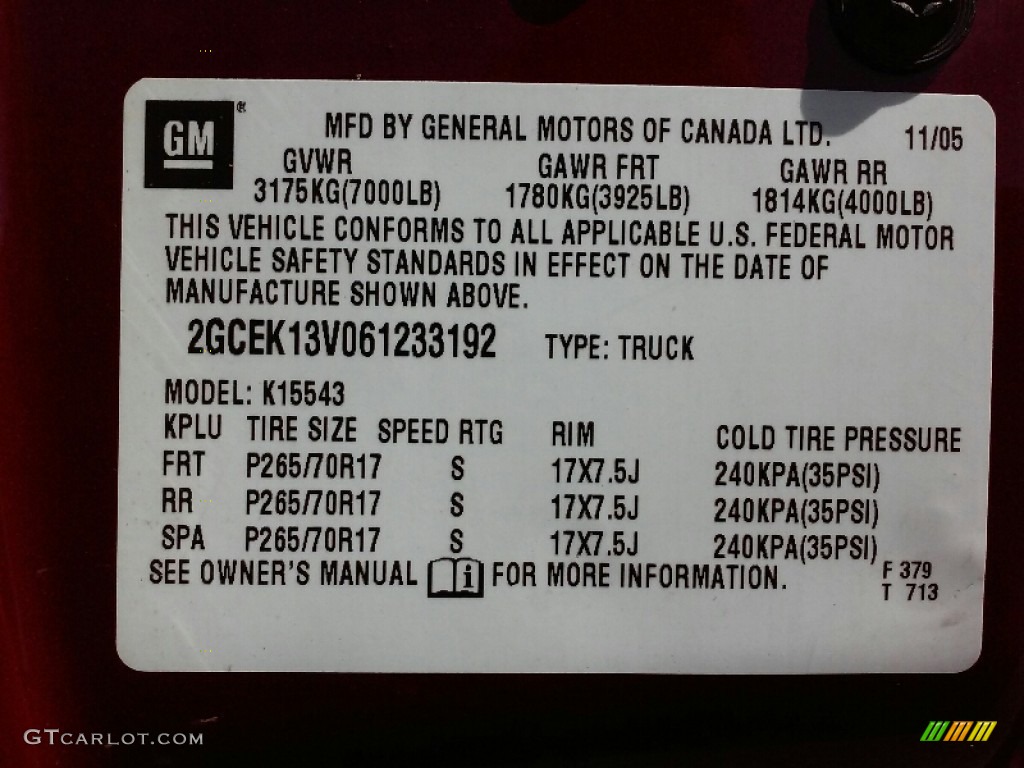 GM®
MFD BY GENERAL MOTORS OF CANADA LTD. 11/05
GVWR GAWR FRT GAWR RR
3175KG(7000LB) 1780KG(3925LB) 1814KG(4000LB)
THIS VEHICLE CONFORMS TO ALL APPLICABLE U.S. FEDERAL MOTOR
VEHICLE SAFETY STANDARDS IN EFFECT ON THE DATE OF
MANUFACTURE SHOWN ABOVE.
2GCEK13V061233192 TYPE: TRUCK
MODEL: K15543
KPLU TIRE SIZE SPEED RTG RIM COLD TIRE PRESSURE
FRT P265/70R17 S 17X7.5J 240KPA(35PSI)
RR P265/70R17 S 17X7.5J 240KPA(35PSI)
SPA P265/70R17 S 17X7.5J 240KPA(35PSI)
SEE OWNER'S MANUAL i FOR MORE INFORMATION.
F 379
T 713
GTCARLOT.COM